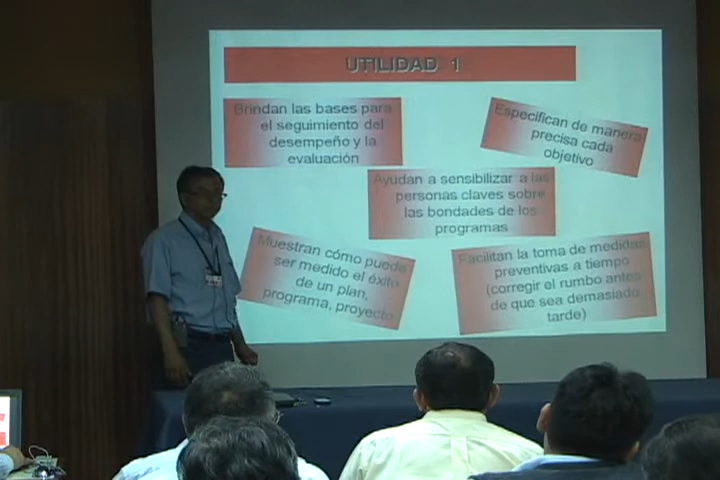 UTILIDAD 1
Brindan las bases para
el seguimiento del
desempeño y la
evaluación
Especifican de manera
precisa cada
objetivo
Ayudan a sensibilizar a las
personas claves sobre
las bondades de los
programas
Muestran cómo puede
ser medido el éxito
de un plan,
programa, proyecto
Facilitan la toma de medidas
preventivas a tiempo
(corregir el rumbo antes
de que sea demasiado
tarde)